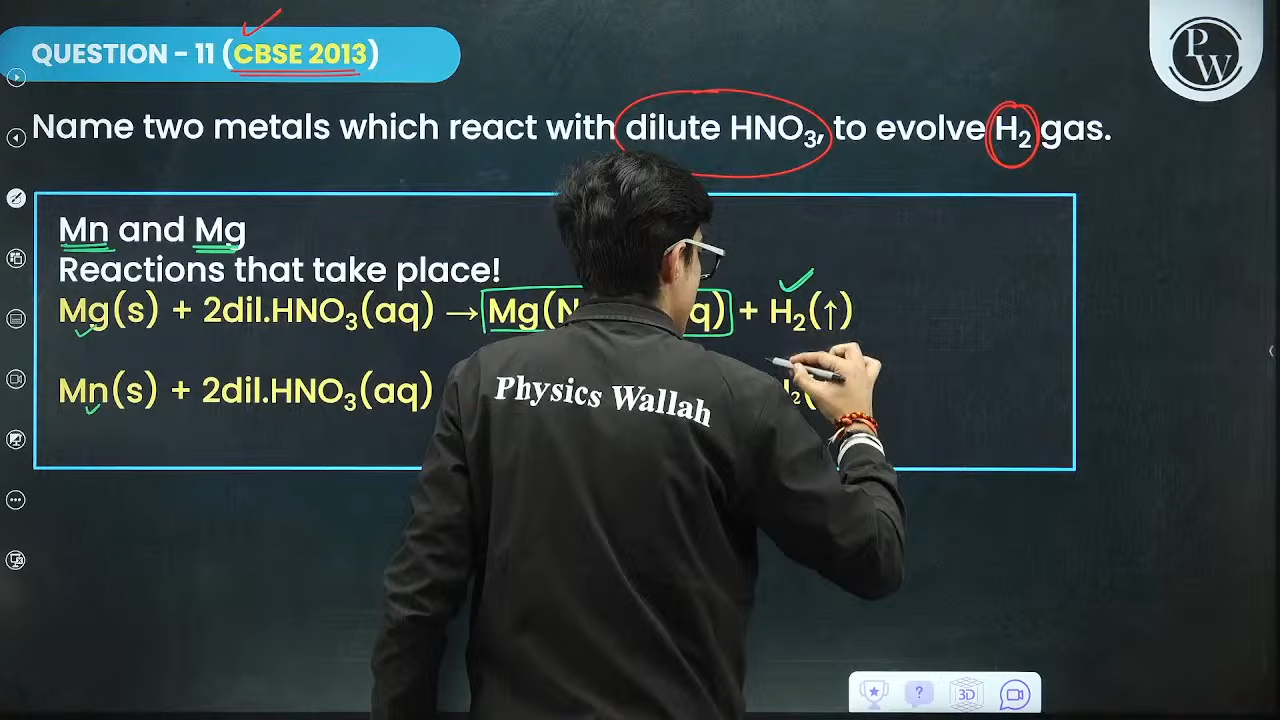 QUESTION - 11 (CBSE 2013)
PW
Name two metals which react with dilute HNO₃, to evolve H₂ gas.
Mn and Mg
Reactions that take place!
Mg(s) + 2dil.HNO₃(aq) → Mg(N q) + H₂(↑)
Mn(s) + 2dil.HNO₃(aq)
Physics Wallah
?
3D